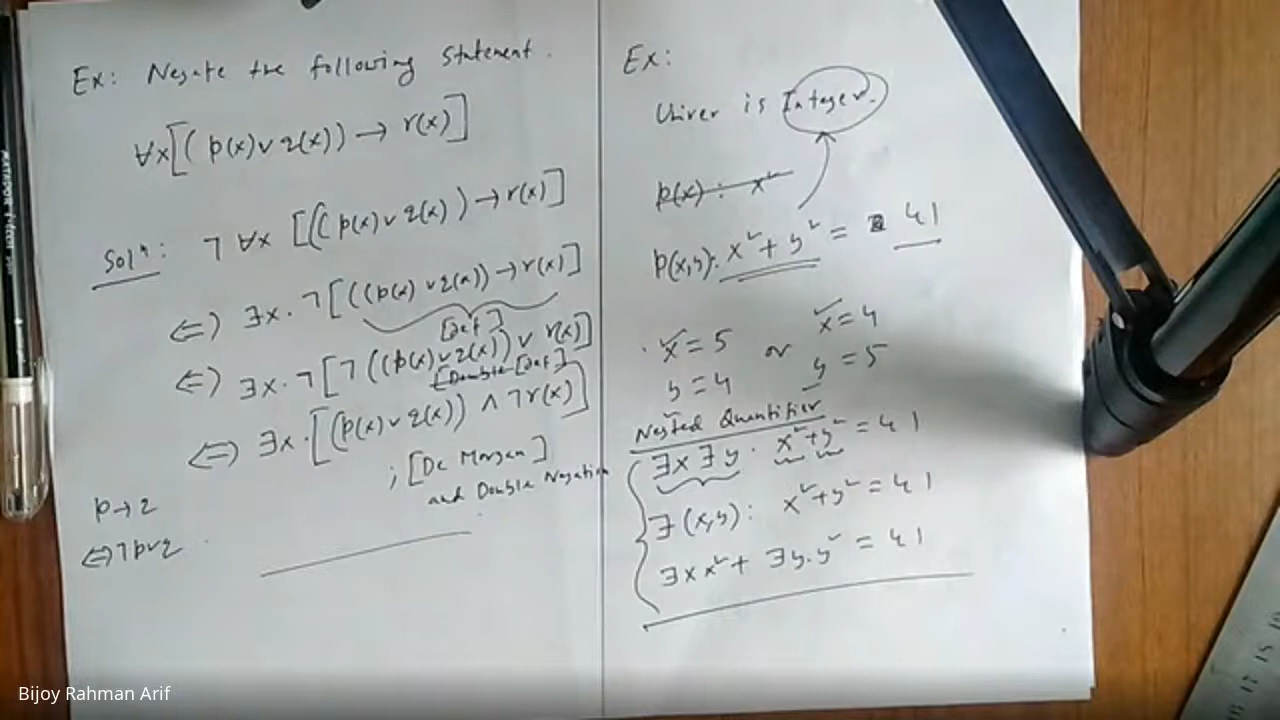 Ex: Negate the following statement.
∀x[(p(x)∨q(x)) → r(x)]
Solⁿ: ¬∀x [((p(x)∨q(x))→r(x)]
⇔ ∃x.¬[((p(x)∨q(x))→r(x)]
[Def]
⇔ ∃x.¬[¬((p(x)∨q(x))∨ r(x)]
⇔ ∃x.[(p(x)∨q(x)) ∧ ¬r(x)]
; [De Morgan]
and Double Negation
p→q
⇔¬p∨q
Ex:
Univer is Integer.
p(x): x²
p(x,y): x²+y² = 41
x=5 or x=4
y=4 y=5
Nested Quantifier
∃x∃y. x²+y² = 41
∃(x,y): x²+y² = 41
∃x x²+ ∃y.y² = 41
MATADOR
Bijoy Rahman Arif